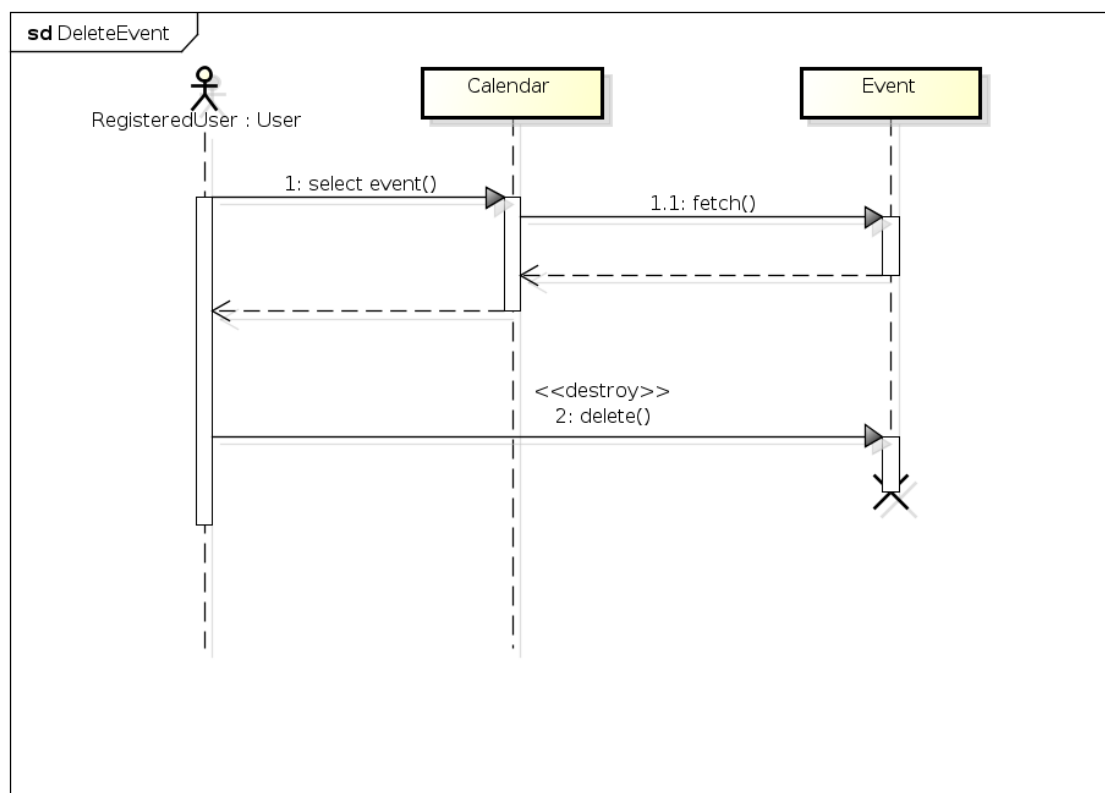 sd DeleteEvent
RegisteredUser : User
Calendar
Event
1: select event()
1.1: fetch()
<<destroy>>
2: delete()